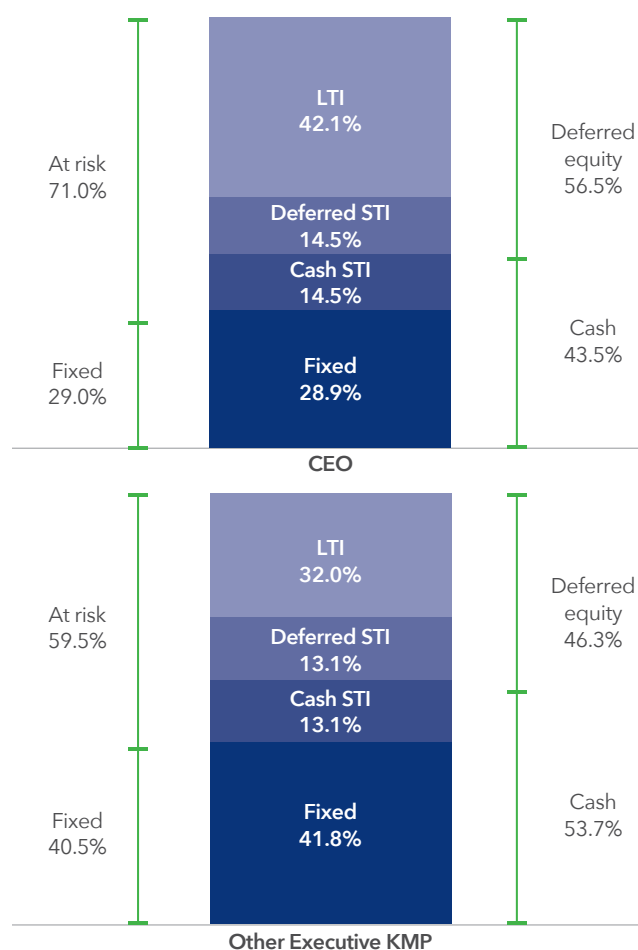 LTI
42.1%
At risk
71.0%
Deferred
equity
56.5%
Deferred STI
14.5%
Cash STI
14.5%
Cash
43.5%
Fixed
29.0%
Fixed
28.9%
CEO
LTI
32.0%
At risk
59.5%
Deferred
equity
46.3%
Deferred STI
13.1%
Cash STI
13.1%
Fixed
40.5%
Fixed
41.8%
Cash
53.7%
Other Executive KMP